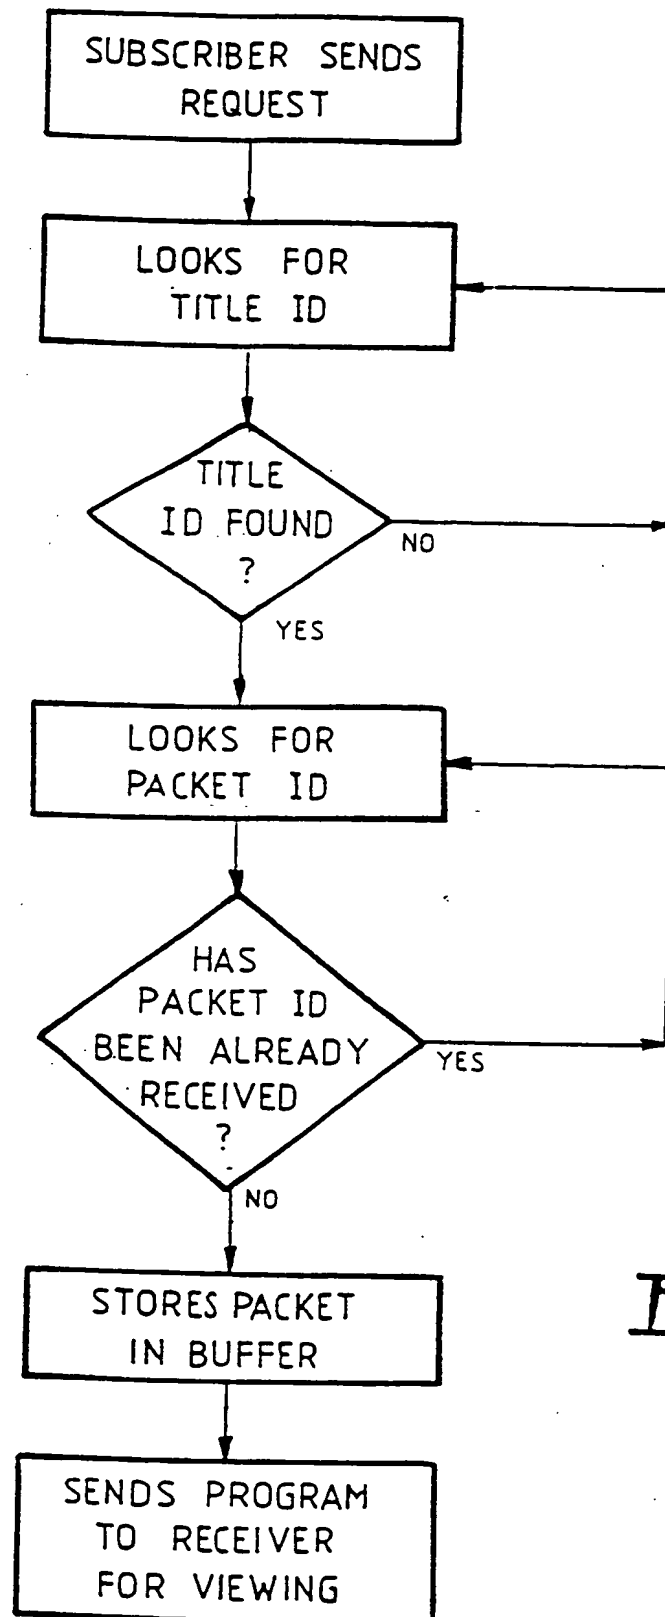 SUBSCRIBER SENDS
REQUEST
LOOKS FOR
TITLE ID
TITLE
ID FOUND
?
NO
YES
LOOKS FOR
PACKET ID
HAS
PACKET ID
BEEN ALREADY
RECEIVED
?
YES
NO
STORES PACKET
IN BUFFER
SENDS PROGRAM
TO RECEIVER
FOR VIEWING